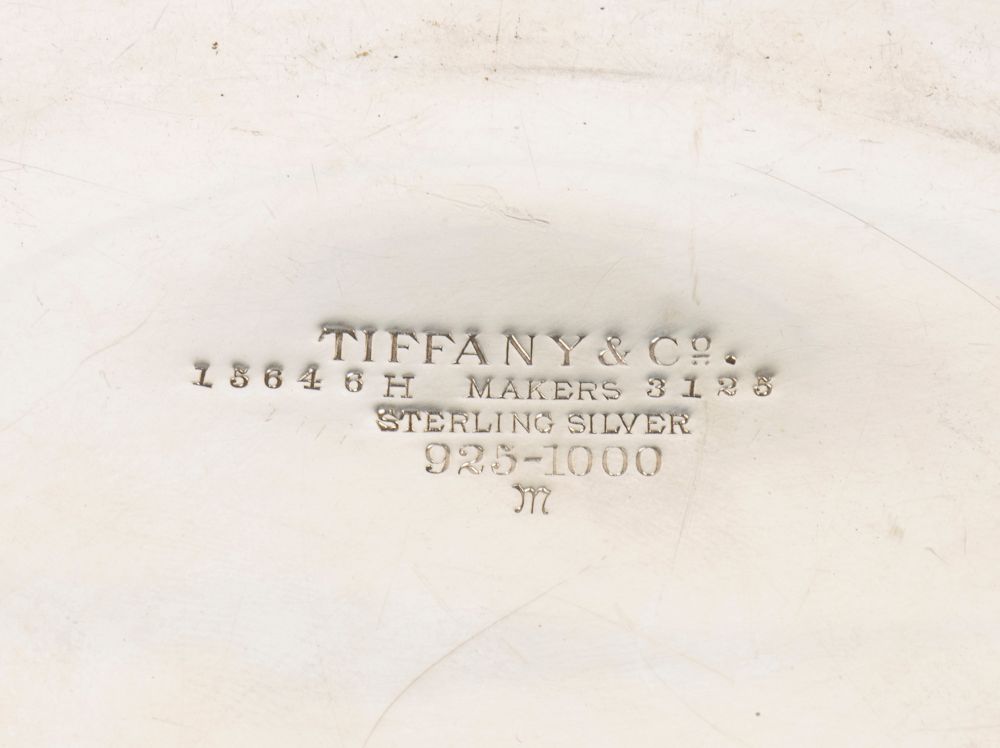 TIFFANY & Cº.
15646H MAKERS 3125
STERLING SILVER
925-1000
m